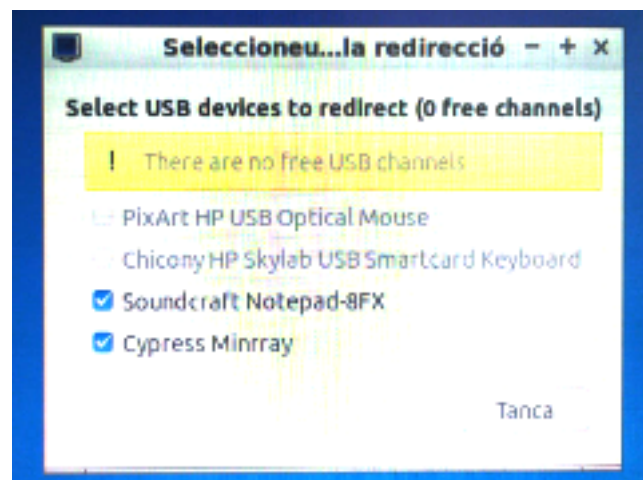 Seleccioneu...la redirecció - + x
Select USB devices to redirect (0 free channels)
! There are no free USB channels
PixArt HP USB Optical Mouse
Chicony HP Skylab USB Smartcard Keyboard
Soundcraft Notepad-8FX
Cypress Minrray
Tanca